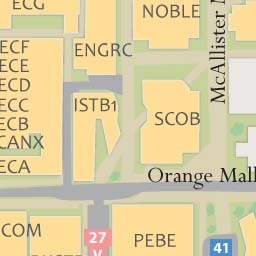 ECG
NOBLE
McAllister
ENGRC
ECF
ECE
ECD
ECC
ECB
CANX
ECA
ISTB1
SCOB
Orange Mall
COM
27
V
PEBE
41